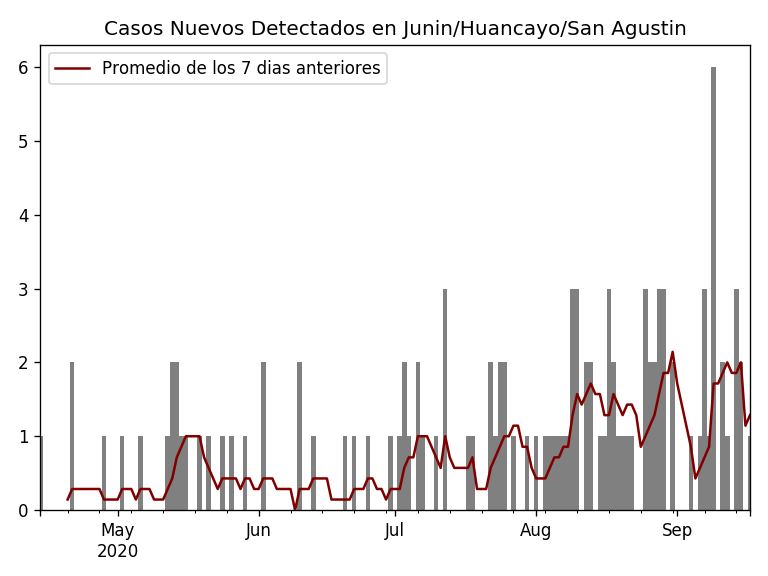 Casos Nuevos Detectados en Junin/Huancayo/San Agustin
Promedio de los 7 dias anteriores
6
5
4
3
2
1
0
May Jun Jul Aug Sep
2020